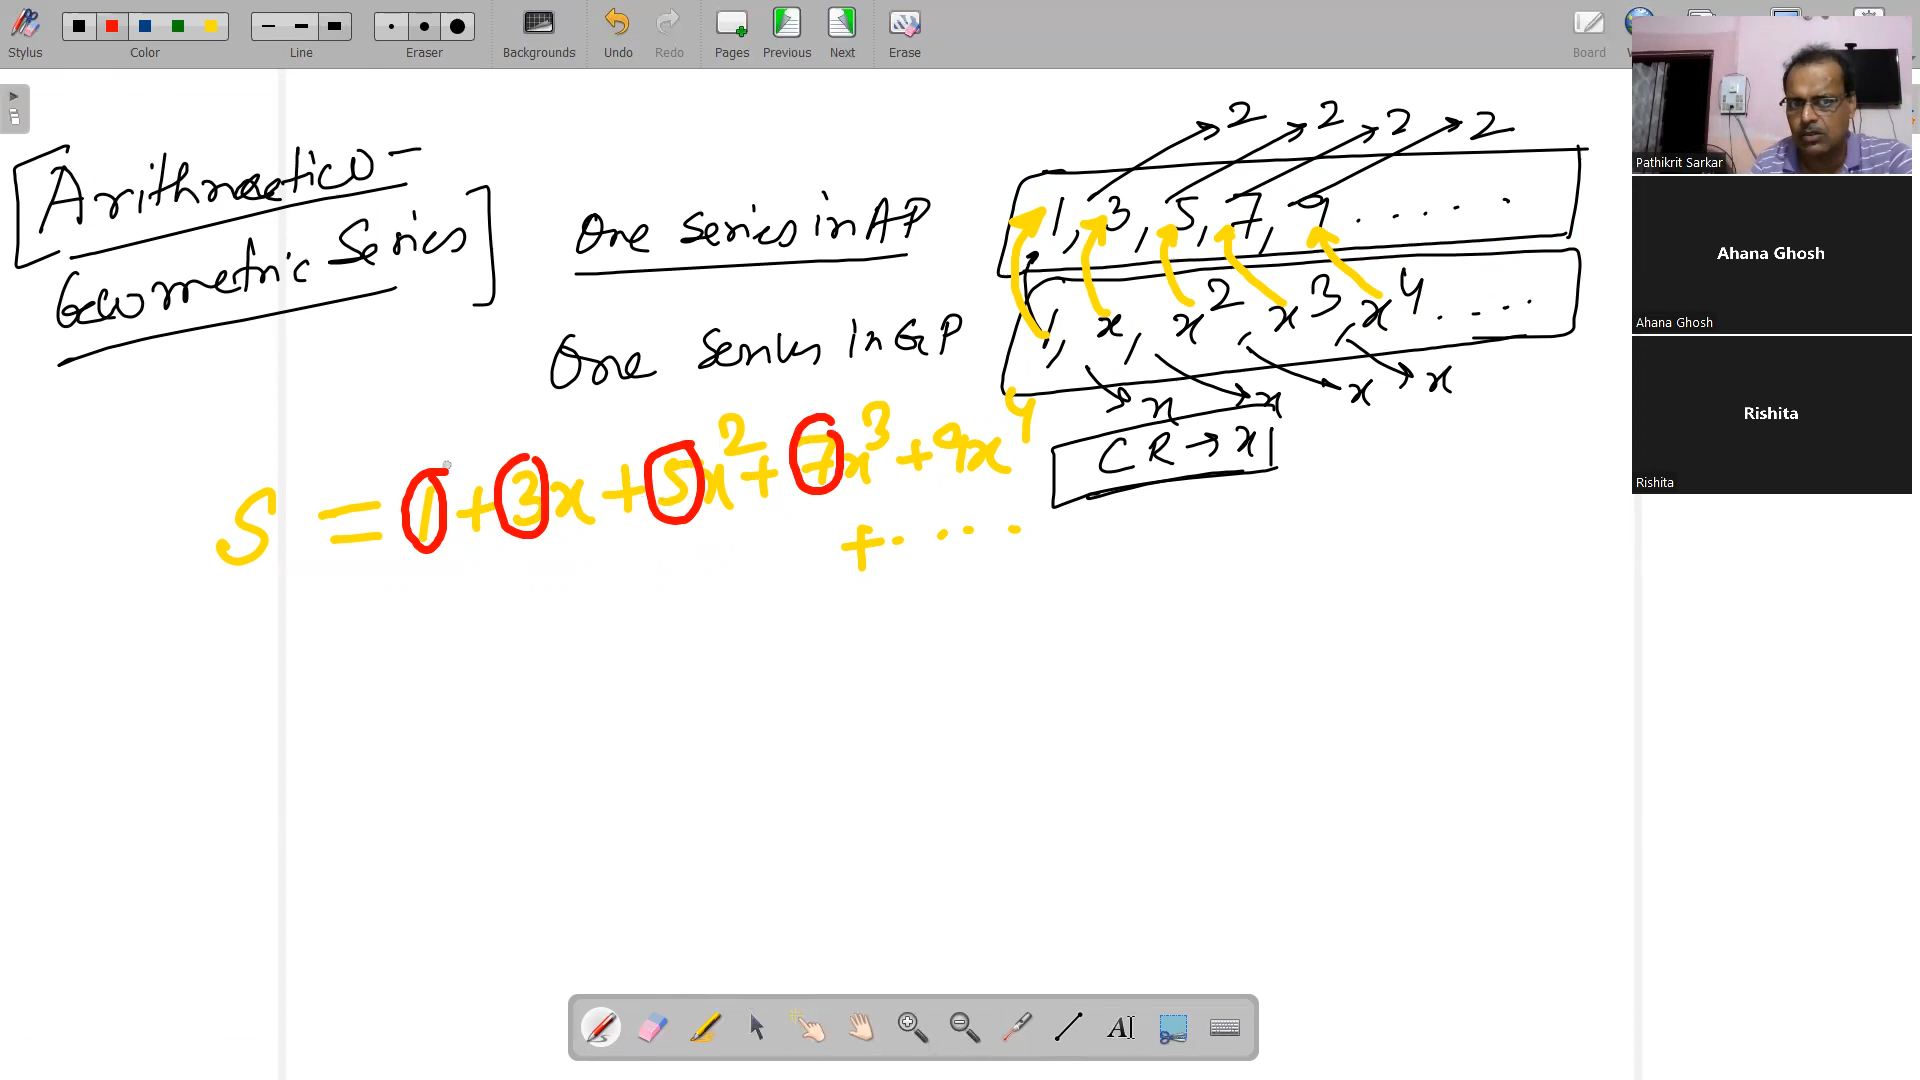 Stylus
Color
Line
Eraser
Backgrounds
Undo
Redo
Pages
Previous
Next
Erase
Board
Pathikrit Sarkar
Ahana Ghosh
Ahana Ghosh
Rishita
Rishita
[Arithmetico -
Geometric Series]
One series in AP
2 2 2 2
1, 3, 5, 7, 9 . . . . .
One series in GP
1, x, x², x³, x⁴ . . . .
x x x x
CR → x
S = 1 + 3x + 5x² + 7x³ + 9x⁴
+ . . . .